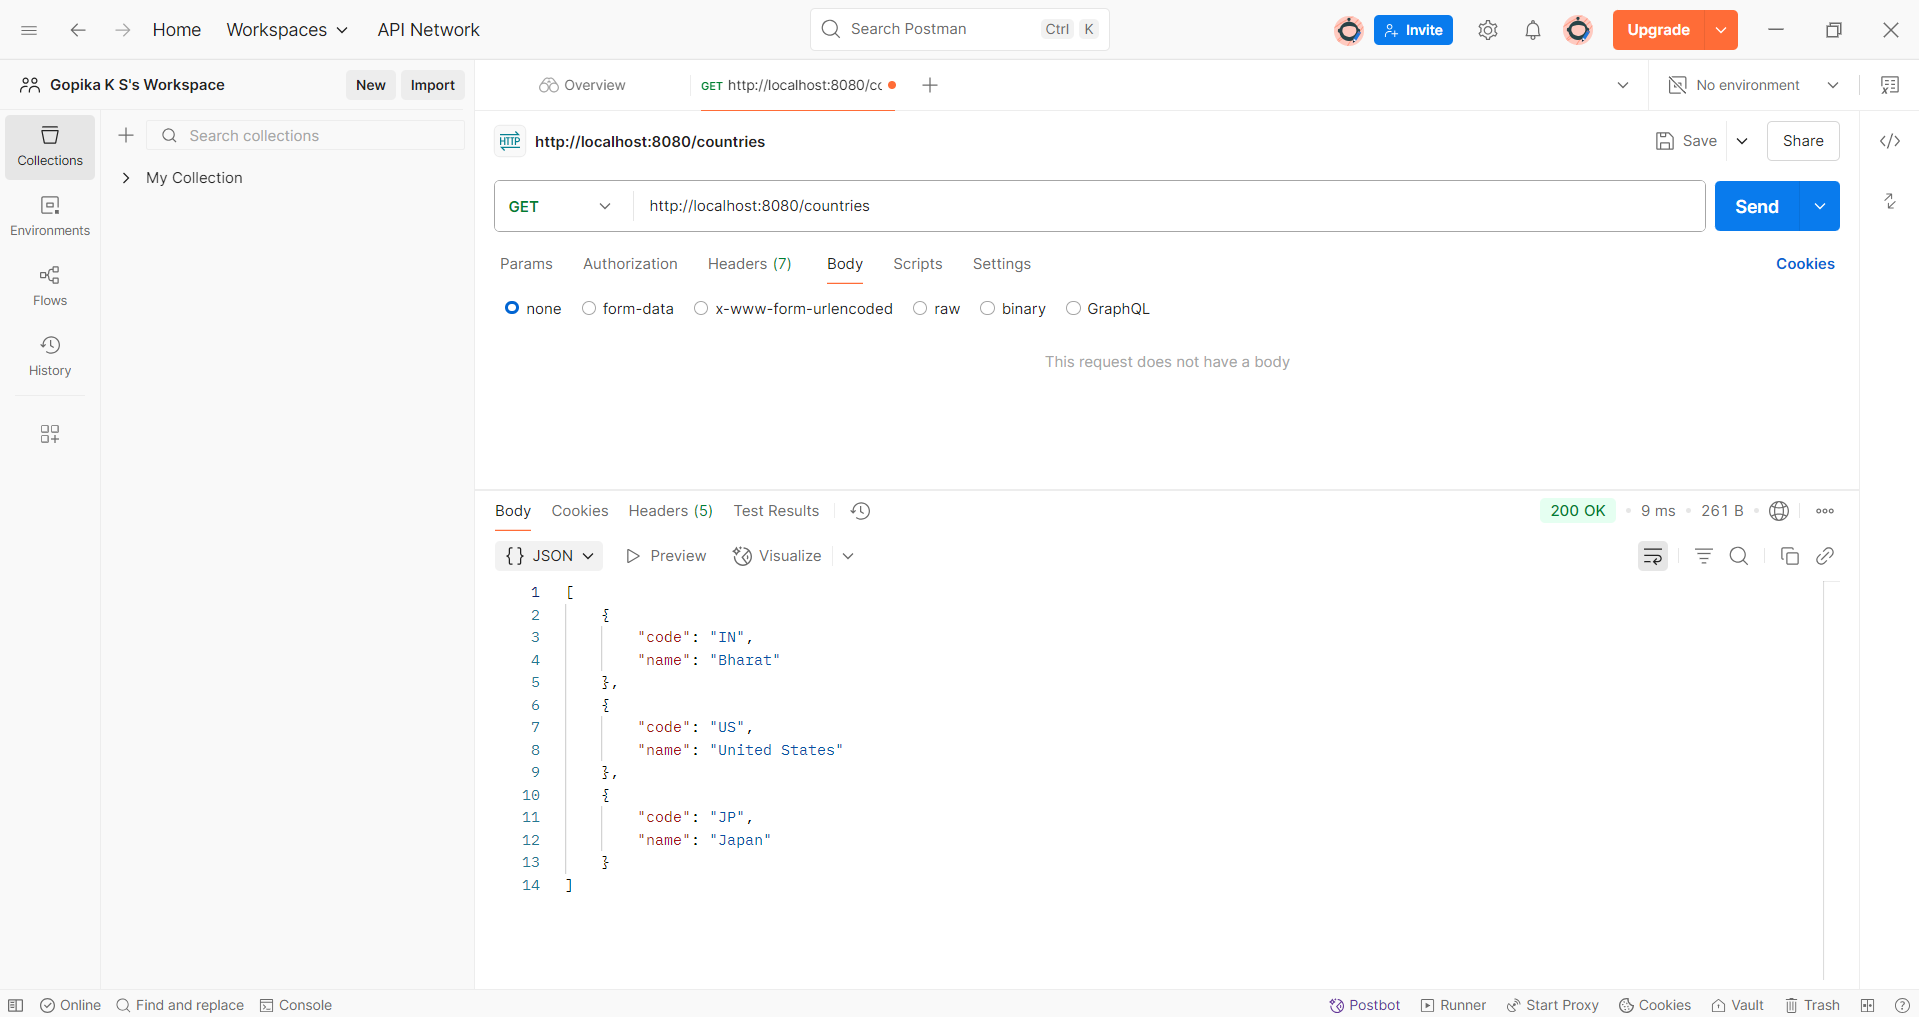 Home Workspaces API Network Search Postman Ctrl K Invite Upgrade
Gopika K S's Workspace New Import Overview GET http://localhost:8080/cc No environment
Collections
Search collections
My Collection
Environments
Flows
History
http://localhost:8080/countries Save Share
GET http://localhost:8080/countries Send
Params Authorization Headers (7) Body Scripts Settings Cookies
none form-data x-www-form-urlencoded raw binary GraphQL
This request does not have a body
Body Cookies Headers (5) Test Results 200 OK 9 ms 261 B
{} JSON Preview Visualize
1 [
2 {
3 "code": "IN",
4 "name": "Bharat"
5 },
6 {
7 "code": "US",
8 "name": "United States"
9 },
10 {
11 "code": "JP",
12 "name": "Japan"
13 }
14 ]
Online Find and replace Console Postbot Runner Start Proxy Cookies Vault Trash